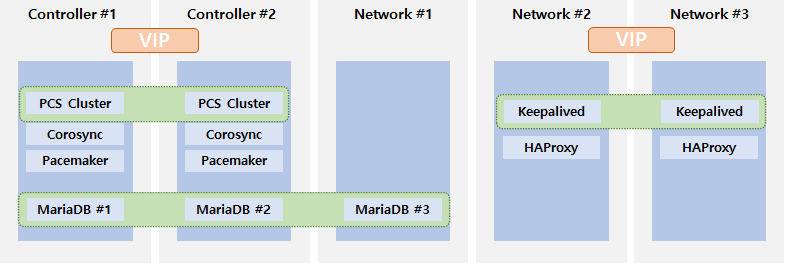 Controller #1
Controller #2
Network #1
Network #2
Network #3
VIP
VIP
PCS Cluster
PCS Cluster
Keepalived
Keepalived
Corosync
Corosync
HAProxy
HAProxy
Pacemaker
Pacemaker
MariaDB #1
MariaDB #2
MariaDB #3